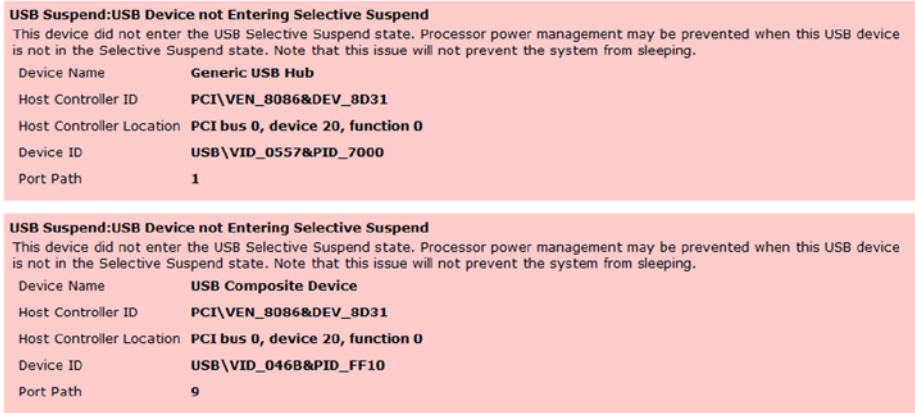 USB Suspend:USB Device not Entering Selective Suspend
This device did not enter the USB Selective Suspend state. Processor power management may be prevented when this USB device
is not in the Selective Suspend state. Note that this issue will not prevent the system from sleeping.
Device Name Generic USB Hub
Host Controller ID PCI\VEN_8086&DEV_8D31
Host Controller Location PCI bus 0, device 20, function 0
Device ID USB\VID_0557&PID_7000
Port Path 1
USB Suspend:USB Device not Entering Selective Suspend
This device did not enter the USB Selective Suspend state. Processor power management may be prevented when this USB device
is not in the Selective Suspend state. Note that this issue will not prevent the system from sleeping.
Device Name USB Composite Device
Host Controller ID PCI\VEN_8086&DEV_8D31
Host Controller Location PCI bus 0, device 20, function 0
Device ID USB\VID_046B&PID_FF10
Port Path 9